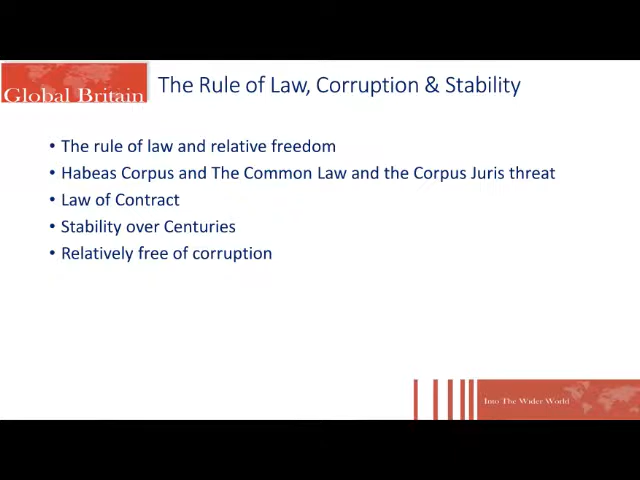 Global Britain
The Rule of Law, Corruption & Stability
• The rule of law and relative freedom
• Habeas Corpus and The Common Law and the Corpus Juris threat
• Law of Contract
• Stability over Centuries
• Relatively free of corruption
Into The Wider World